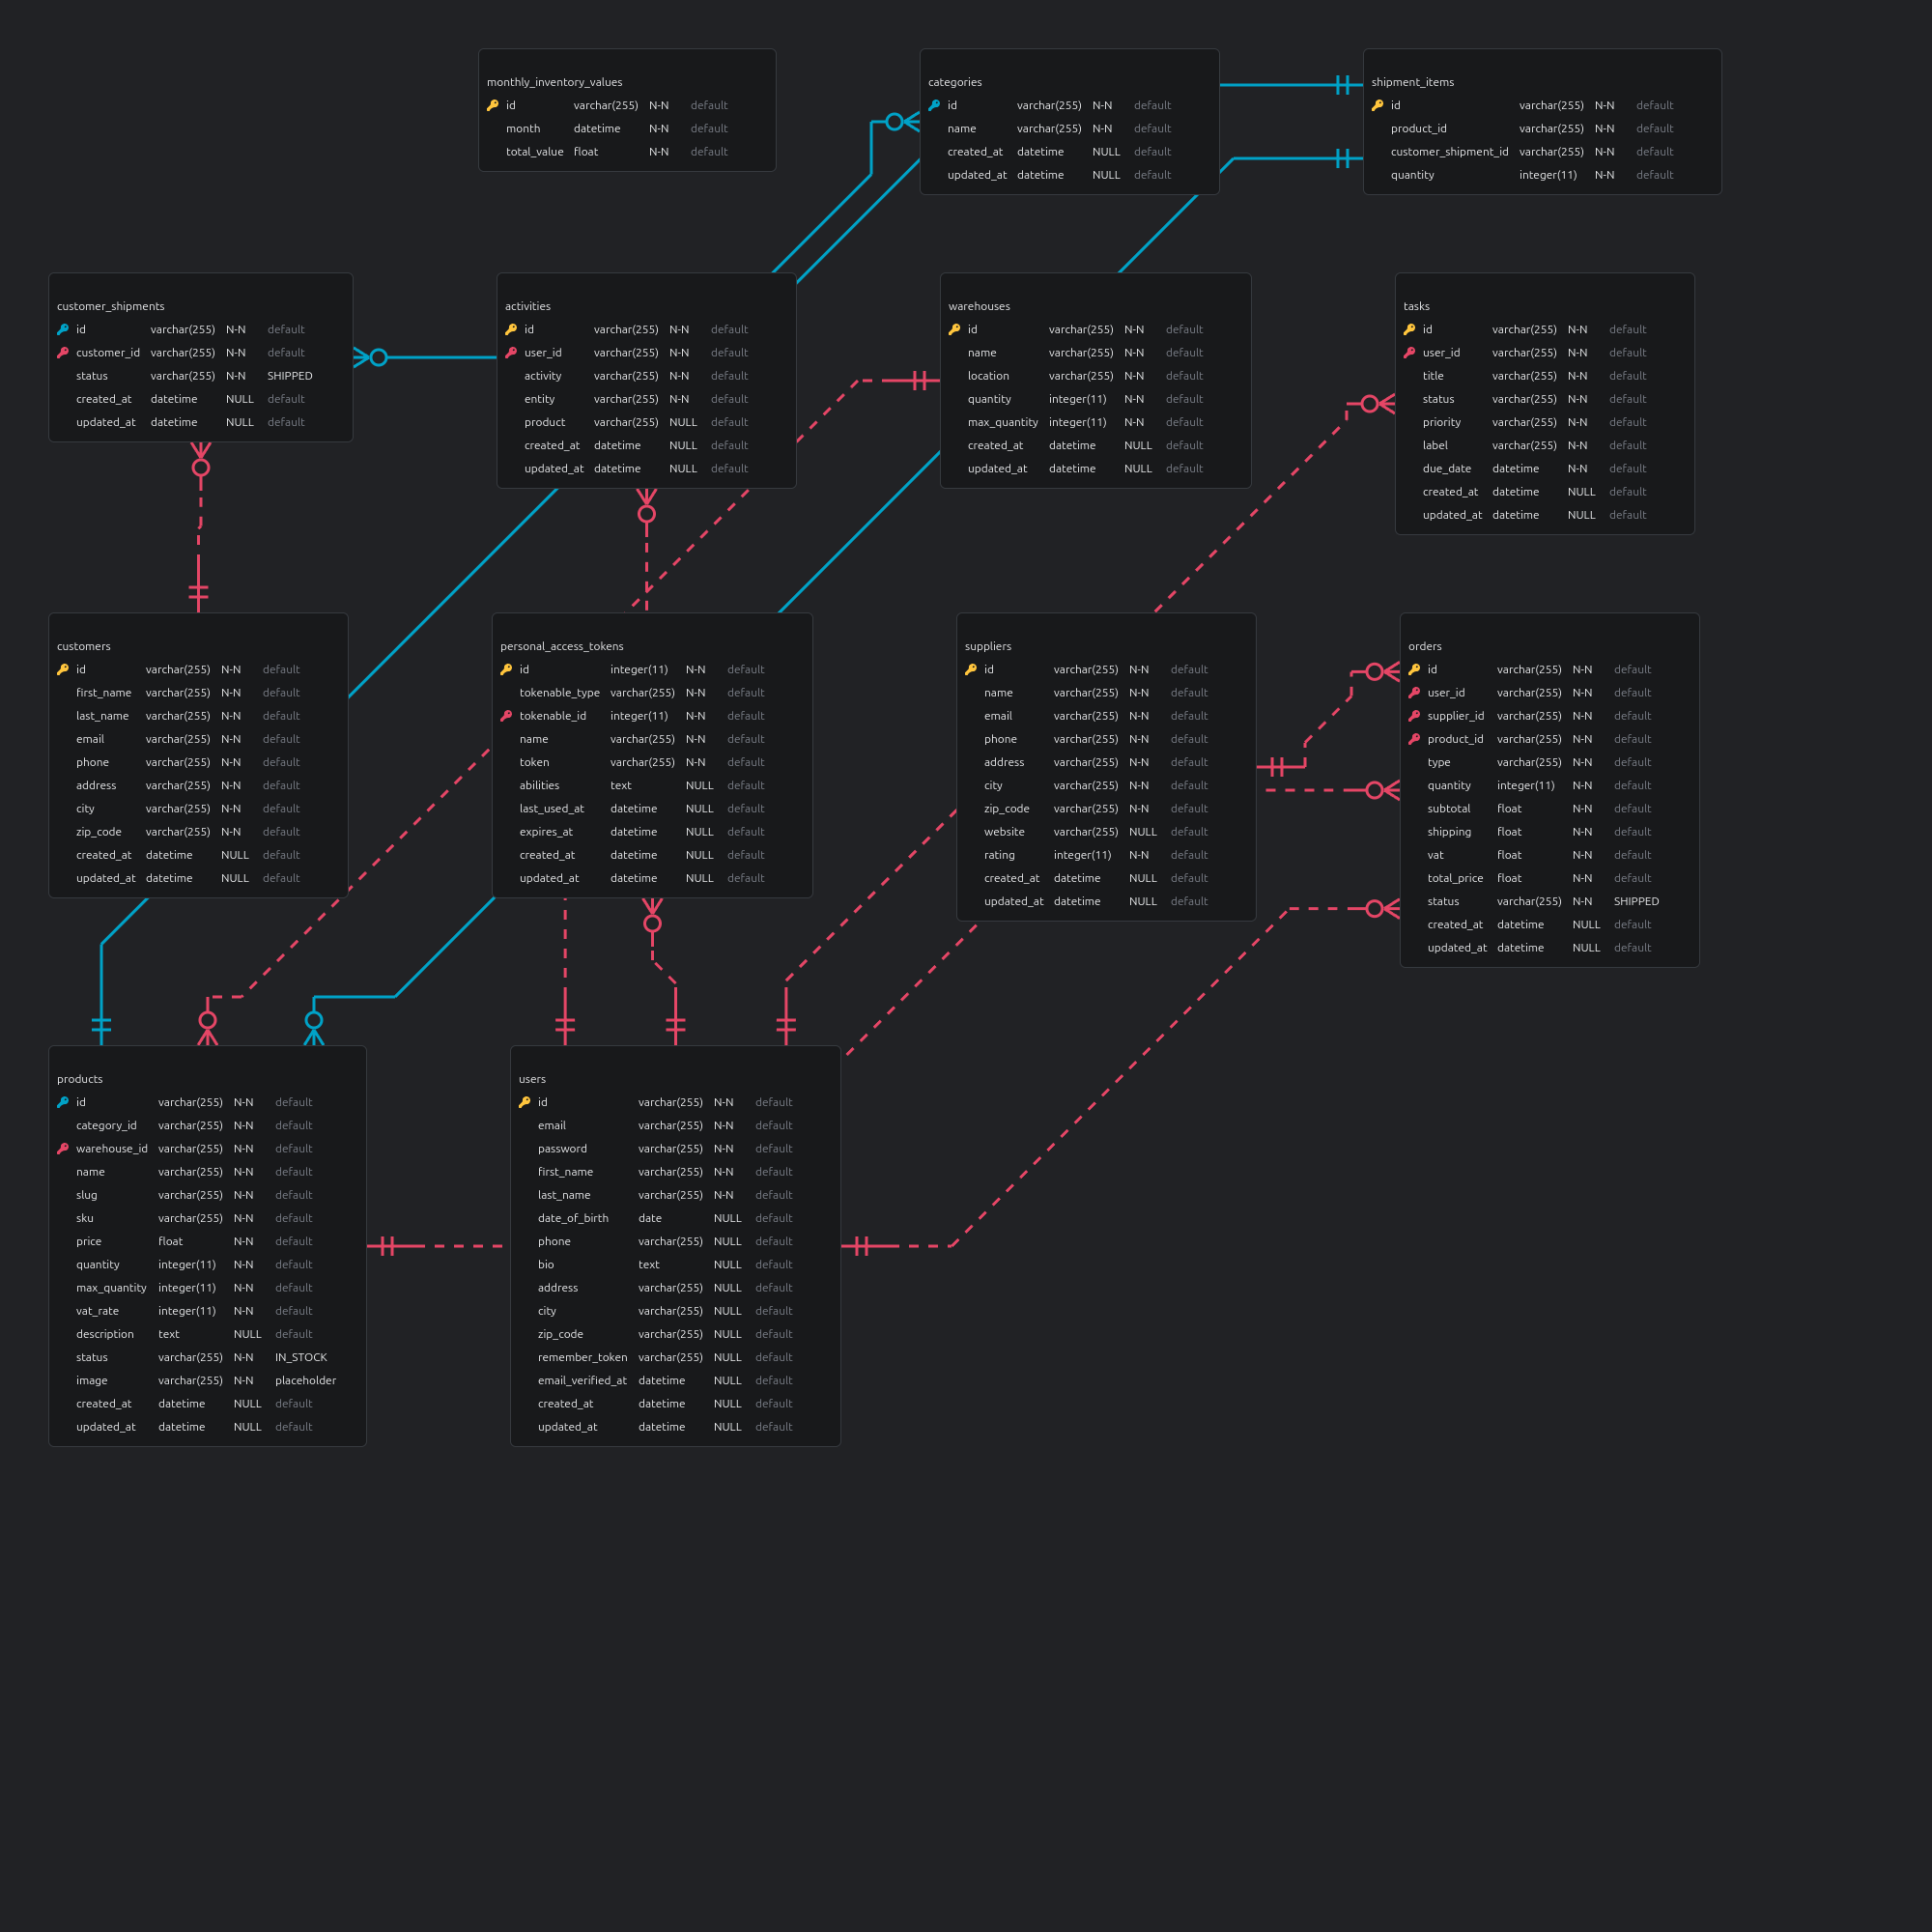 monthly_inventory_values
id varchar(255) N-N default
month datetime N-N default
total_value float N-N default
categories
id varchar(255) N-N default
name varchar(255) N-N default
created_at datetime NULL default
updated_at datetime NULL default
shipment_items
id varchar(255) N-N default
product_id varchar(255) N-N default
customer_shipment_id varchar(255) N-N default
quantity integer(11) N-N default
customer_shipments
id varchar(255) N-N default
customer_id varchar(255) N-N default
status varchar(255) N-N SHIPPED
created_at datetime NULL default
updated_at datetime NULL default
activities
id varchar(255) N-N default
user_id varchar(255) N-N default
activity varchar(255) N-N default
entity varchar(255) N-N default
product varchar(255) NULL default
created_at datetime NULL default
updated_at datetime NULL default
warehouses
id varchar(255) N-N default
name varchar(255) N-N default
location varchar(255) N-N default
quantity integer(11) N-N default
max_quantity integer(11) N-N default
created_at datetime NULL default
updated_at datetime NULL default
tasks
id varchar(255) N-N default
user_id varchar(255) N-N default
title varchar(255) N-N default
status varchar(255) N-N default
priority varchar(255) N-N default
label varchar(255) N-N default
due_date datetime N-N default
created_at datetime NULL default
updated_at datetime NULL default
customers
id varchar(255) N-N default
first_name varchar(255) N-N default
last_name varchar(255) N-N default
email varchar(255) N-N default
phone varchar(255) N-N default
address varchar(255) N-N default
city varchar(255) N-N default
zip_code varchar(255) N-N default
created_at datetime NULL default
updated_at datetime NULL default
personal_access_tokens
id integer(11) N-N default
tokenable_type varchar(255) N-N default
tokenable_id integer(11) N-N default
name varchar(255) N-N default
token varchar(255) N-N default
abilities text NULL default
last_used_at datetime NULL default
expires_at datetime NULL default
created_at datetime NULL default
updated_at datetime NULL default
suppliers
id varchar(255) N-N default
name varchar(255) N-N default
email varchar(255) N-N default
phone varchar(255) N-N default
address varchar(255) N-N default
city varchar(255) N-N default
zip_code varchar(255) N-N default
website varchar(255) NULL default
rating integer(11) N-N default
created_at datetime NULL default
updated_at datetime NULL default
orders
id varchar(255) N-N default
user_id varchar(255) N-N default
supplier_id varchar(255) N-N default
product_id varchar(255) N-N default
type varchar(255) N-N default
quantity integer(11) N-N default
subtotal float N-N default
shipping float N-N default
vat float N-N default
total_price float N-N default
status varchar(255) N-N SHIPPED
created_at datetime NULL default
updated_at datetime NULL default
products
id varchar(255) N-N default
category_id varchar(255) N-N default
warehouse_id varchar(255) N-N default
name varchar(255) N-N default
slug varchar(255) N-N default
sku varchar(255) N-N default
price float N-N default
quantity integer(11) N-N default
max_quantity integer(11) N-N default
vat_rate integer(11) N-N default
description text NULL default
status varchar(255) N-N IN_STOCK
image varchar(255) N-N placeholder
created_at datetime NULL default
updated_at datetime NULL default
users
id varchar(255) N-N default
email varchar(255) N-N default
password varchar(255) N-N default
first_name varchar(255) N-N default
last_name varchar(255) N-N default
date_of_birth date NULL default
phone varchar(255) NULL default
bio text NULL default
address varchar(255) NULL default
city varchar(255) NULL default
zip_code varchar(255) NULL default
remember_token varchar(255) NULL default
email_verified_at datetime NULL default
created_at datetime NULL default
updated_at datetime NULL default